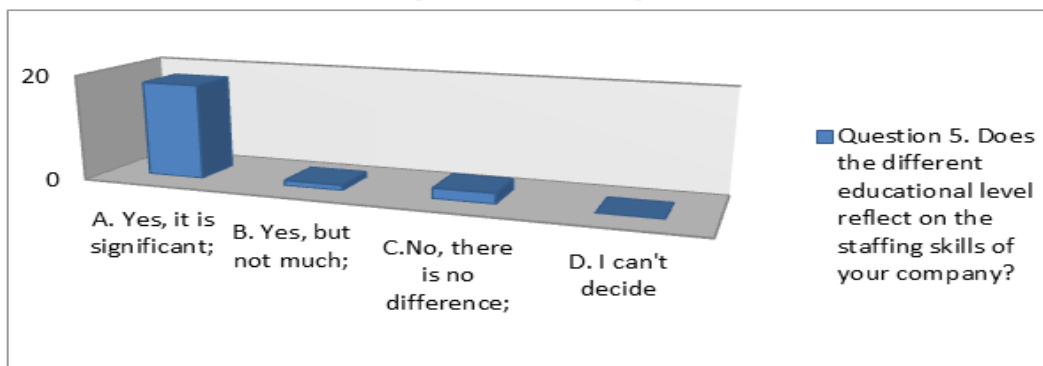 20
0
A. Yes, it is
significant;
B. Yes, but
not much;
C.No, there
is no
difference;
D. I can't
decide
Question 5. Does
the different
educational level
reflect on the
staffing skills of
your company?